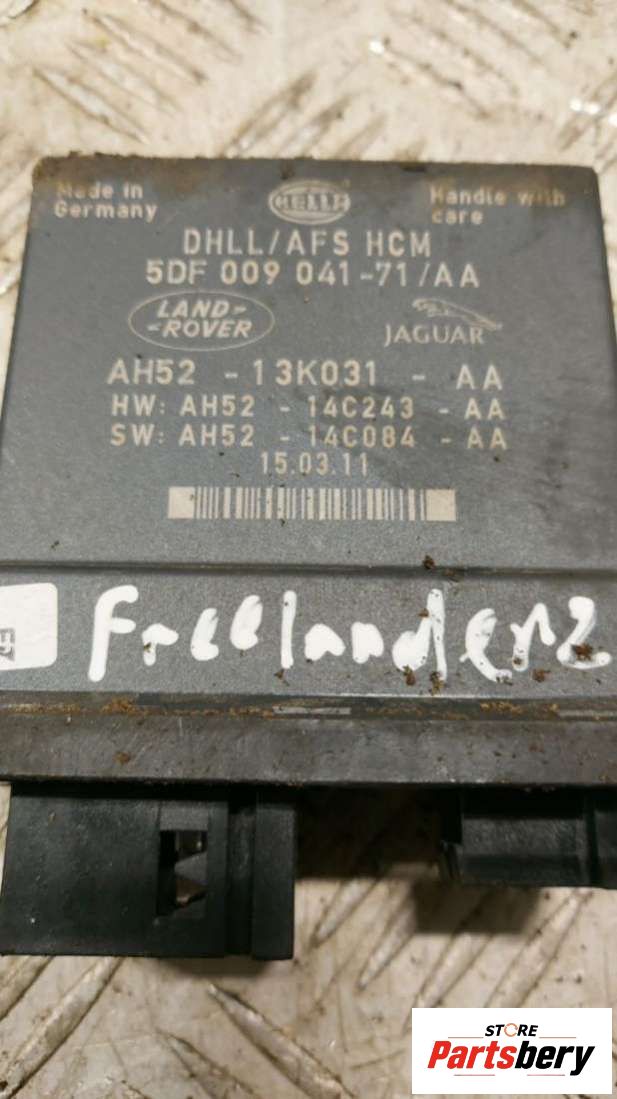 Made in
Germany
HELLA
Handle with
care
DHLL/AFS HCM
5DF 009 041-71/AA
LAND-
-ROVER
JAGUAR
AH52 - 13K031 - AA
HW: AH52 - 14C243 - AA
SW: AH52 - 14C084 - AA
15.03.11
freelander2
STORE
Partsbery